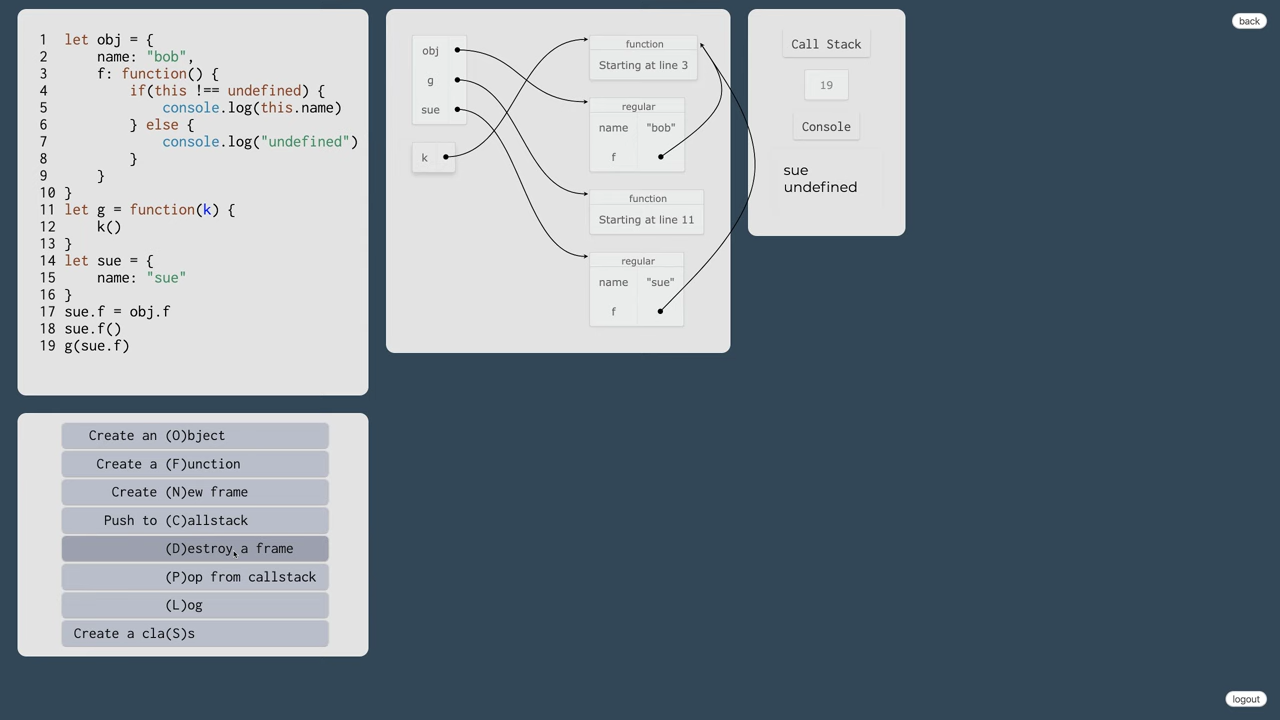 1 let obj = {
2     name: "bob",
3     f: function() {
4         if(this !== undefined) {
5             console.log(this.name)
6         } else {
7             console.log("undefined")
8         }
9     }
10 }
11 let g = function(k) {
12     k()
13 }
14 let sue = {
15     name: "sue"
16 }
17 sue.f = obj.f
18 sue.f()
19 g(sue.f)
Create an (O)bject
Create a (F)unction
Create (N)ew frame
Push to (C)allstack
(D)estroy a frame
(P)op from callstack
(L)og
Create a cla(S)s
obj
g
sue
k
function
Starting at line 3
regular
name "bob"
f
function
Starting at line 11
regular
name "sue"
f
Call Stack
19
Console
sue
undefined
back
logout